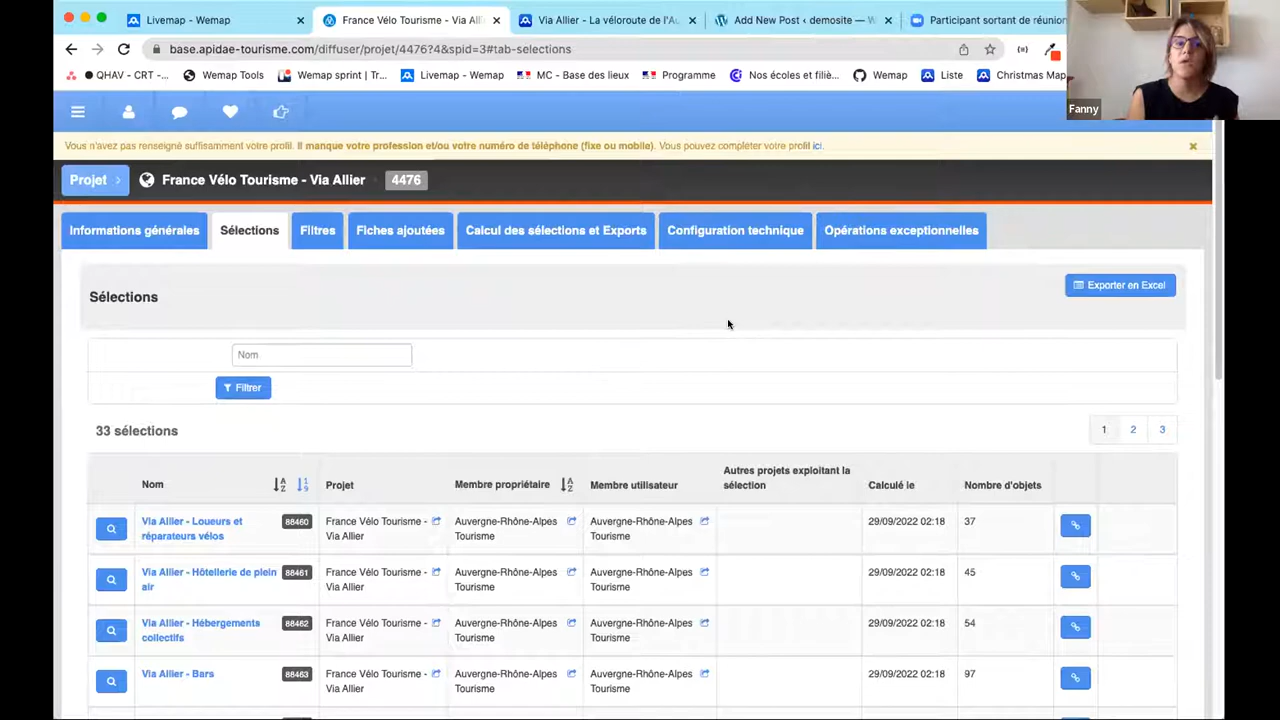 Livemap - Wemap
France Vélo Tourisme - Via All
Via Allier - La véloroute de l'A
Add New Post ‹ demosite — W
Participant sortant de réunion
base.apidae-tourisme.com/diffuser/projet/4476?4&spid=3#tab-selections
QHAV - CRT -...
Wemap Tools
Wemap sprint | Tr...
Livemap - Wemap
MC - Base des lieux
Programme
Nos écoles et filiè...
Wemap
Liste
Christmas Map
Fanny
Vous n'avez pas renseigné suffisamment votre profil. Il manque votre profession et/ou votre numéro de téléphone (fixe ou mobile). Vous pouvez compléter votre profil ici.
Projet France Vélo Tourisme - Via Allier 4476
Informations générales Sélections Filtres Fiches ajoutées Calcul des sélections et Exports Configuration technique Opérations exceptionnelles
Sélections
Exporter en Excel
Nom
Filtrer
33 sélections
1 2 3
Nom Projet Membre propriétaire Membre utilisateur Autres projets exploitant la sélection Calculé le Nombre d'objets
Via Allier - Loueurs et réparateurs vélos 88460 France Vélo Tourisme - Via Allier Auvergne-Rhône-Alpes Tourisme Auvergne-Rhône-Alpes Tourisme 29/09/2022 02:18 37
Via Allier - Hôtellerie de plein air 88461 France Vélo Tourisme - Via Allier Auvergne-Rhône-Alpes Tourisme Auvergne-Rhône-Alpes Tourisme 29/09/2022 02:18 45
Via Allier - Hébergements collectifs 88462 France Vélo Tourisme - Via Allier Auvergne-Rhône-Alpes Tourisme Auvergne-Rhône-Alpes Tourisme 29/09/2022 02:18 54
Via Allier - Bars 88463 France Vélo Tourisme - Via Allier Auvergne-Rhône-Alpes Tourisme Auvergne-Rhône-Alpes Tourisme 29/09/2022 02:18 97